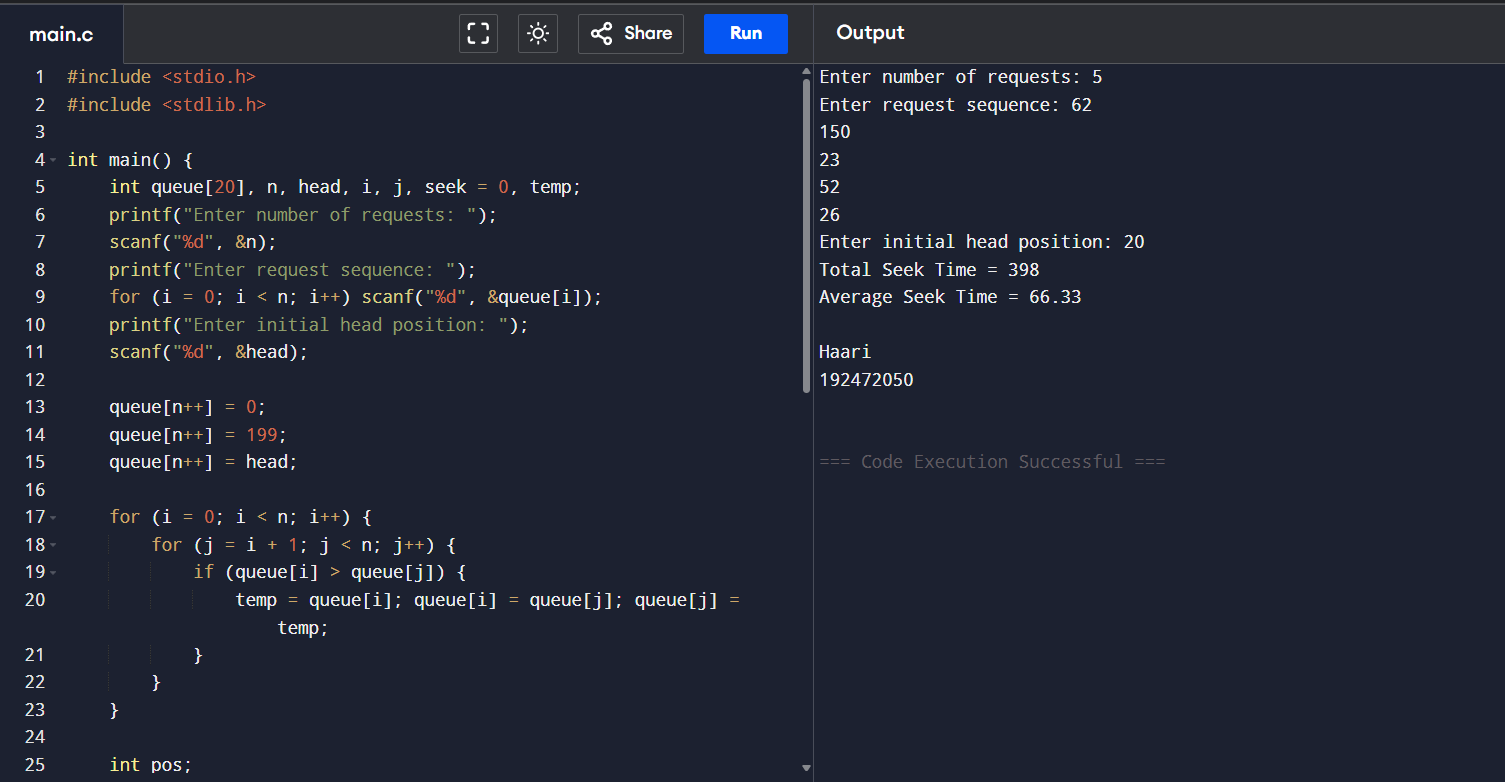 main.c
Share
Run
Output
1 #include <stdio.h>
2 #include <stdlib.h>
3
4 int main() {
5     int queue[20], n, head, i, j, seek = 0, temp;
6     printf("Enter number of requests: ");
7     scanf("%d", &n);
8     printf("Enter request sequence: ");
9     for (i = 0; i < n; i++) scanf("%d", &queue[i]);
10     printf("Enter initial head position: ");
11     scanf("%d", &head);
12
13     queue[n++] = 0;
14     queue[n++] = 199;
15     queue[n++] = head;
16
17     for (i = 0; i < n; i++) {
18         for (j = i + 1; j < n; j++) {
19             if (queue[i] > queue[j]) {
20                 temp = queue[i]; queue[i] = queue[j]; queue[j] =
temp;
21             }
22         }
23     }
24
25     int pos;
Enter number of requests: 5
Enter request sequence: 62
150
23
52
26
Enter initial head position: 20
Total Seek Time = 398
Average Seek Time = 66.33
Haari
192472050
=== Code Execution Successful ===